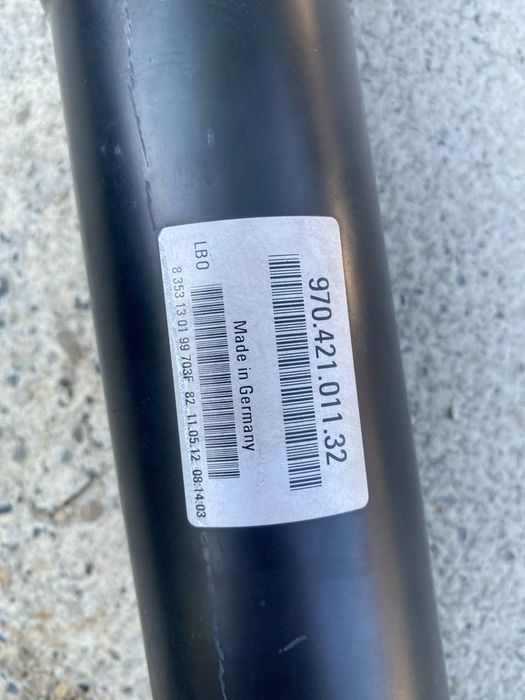 970.421.011.32
Made in Germany
LBO
8 353 13 01 99 703F 82 11.05.12 08:14:03